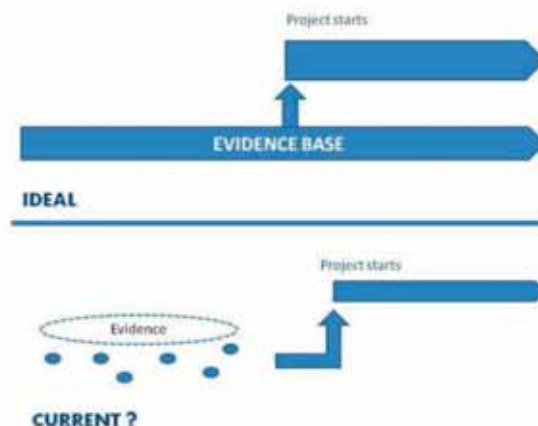 Project starts
EVIDENCE BASE
IDEAL
Project starts
Evidence
CURRENT ?